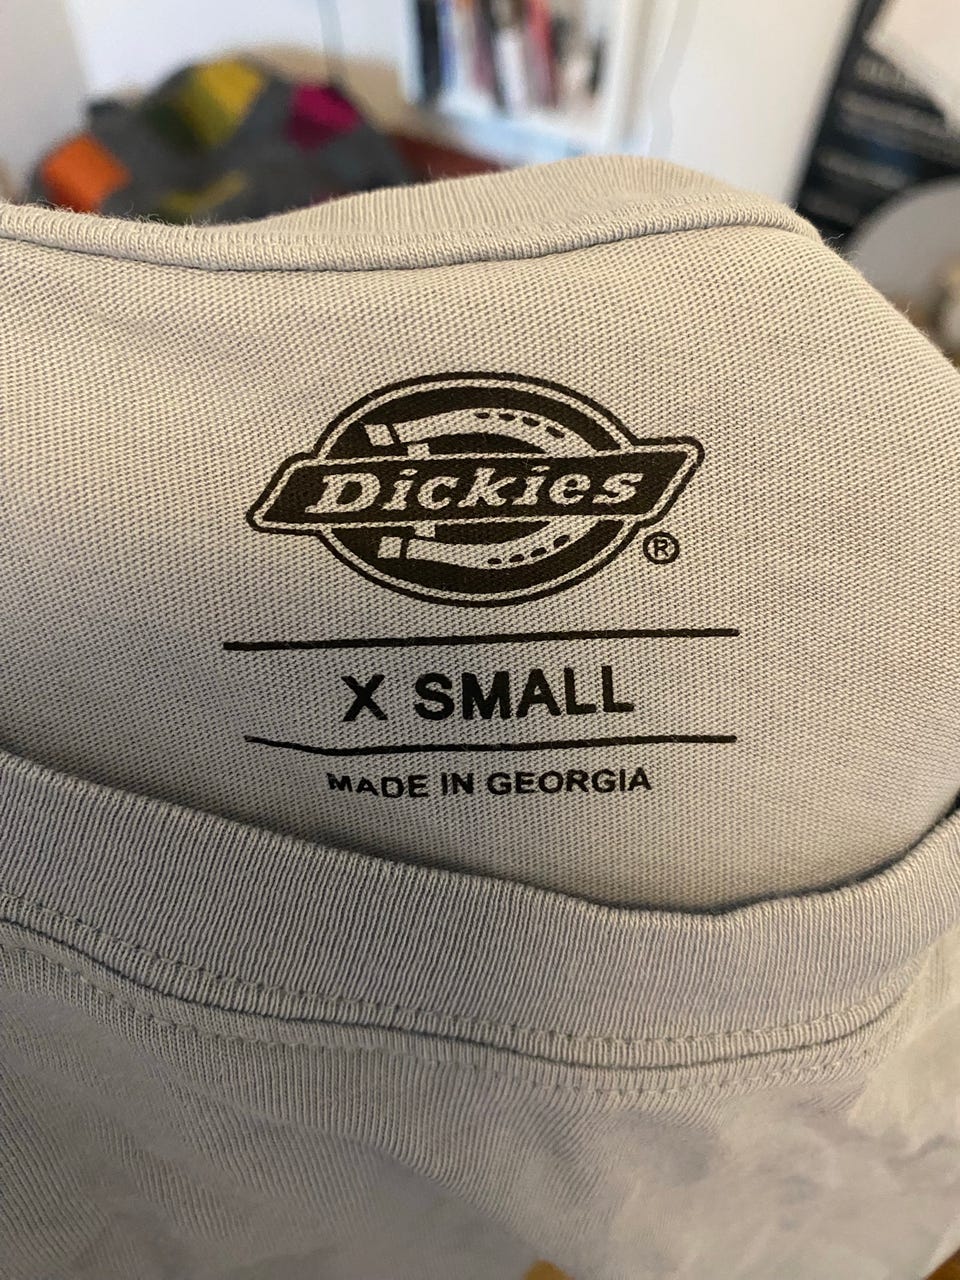 Dickies
®
X SMALL
MADE IN GEORGIA